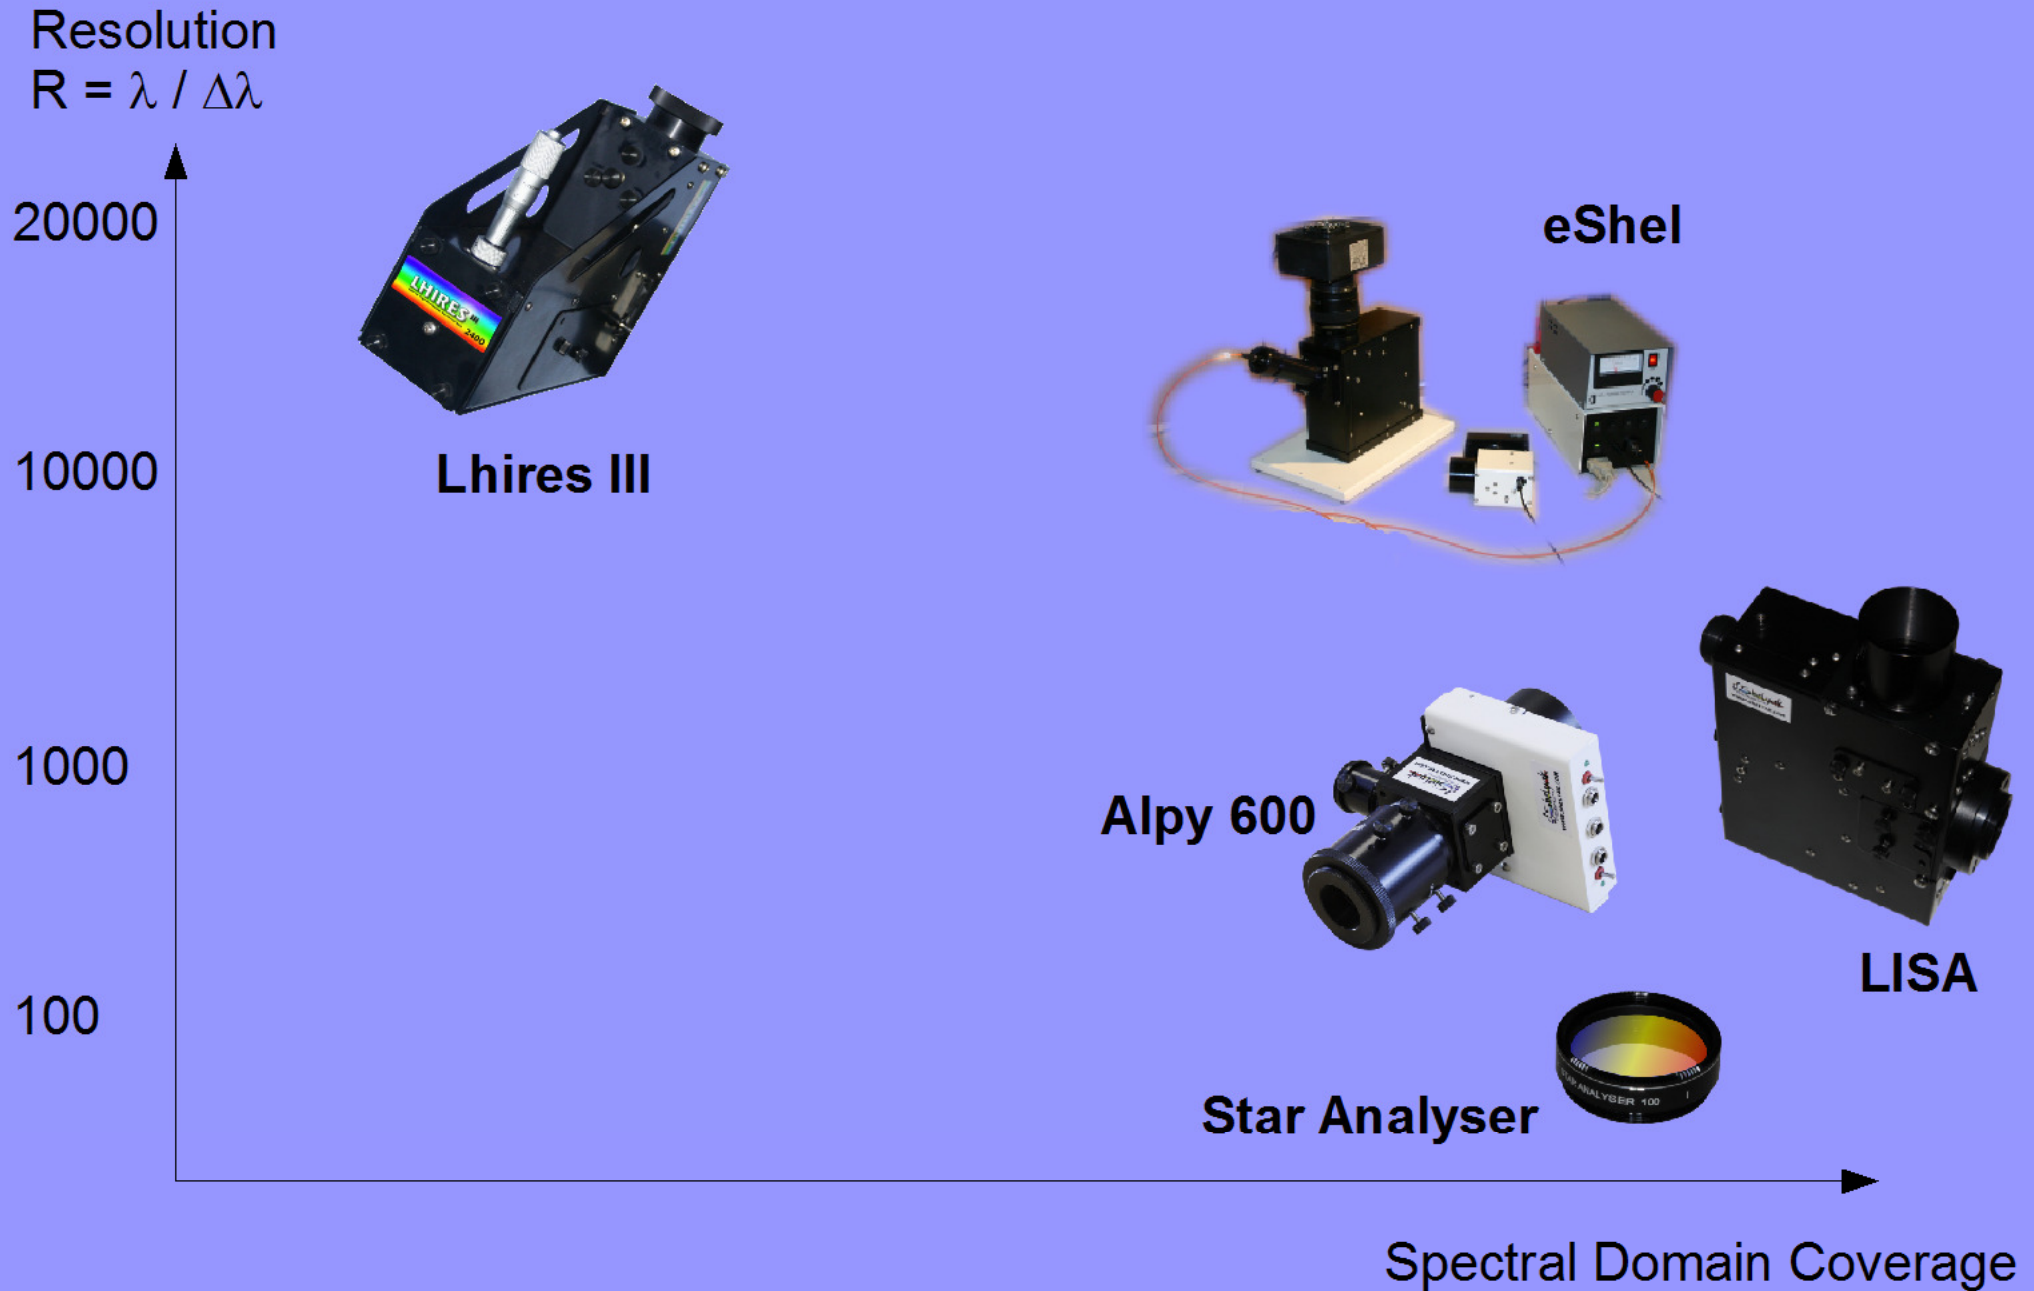 Resolution
R = λ / Δλ
20000
10000
1000
100
LHIRES III
2400
Lhires III
eShel
Alpy 600
LISA
STAR ANALYSER 100
Star Analyser
Spectral Domain Coverage